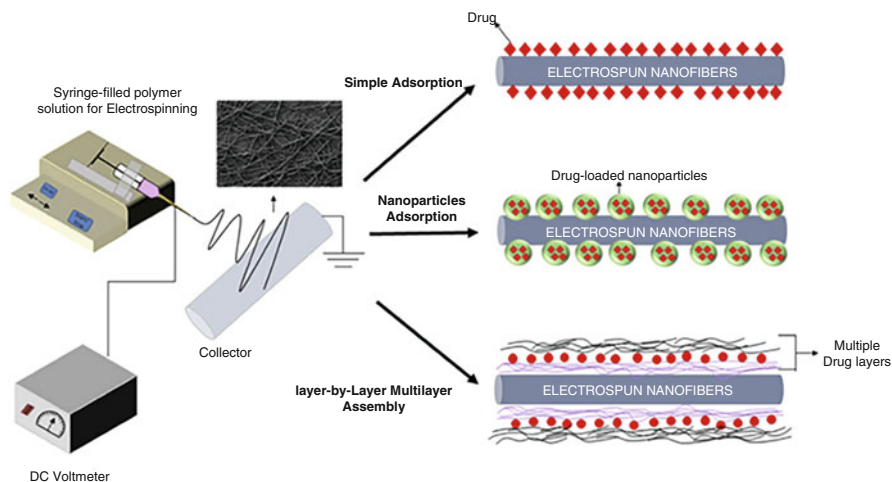 Drug
ELECTROSPUN NANOFIBERS
Simple Adsorption
Syringe-filled polymer
solution for Electrospinning
Drug-loaded nanoparticles
Nanoparticles
Adsorption
ELECTROSPUN NANOFIBERS
Collector
Multiple
Drug layers
layer-by-Layer Multilayer
Assembly
ELECTROSPUN NANOFIBERS
DC Voltmeter